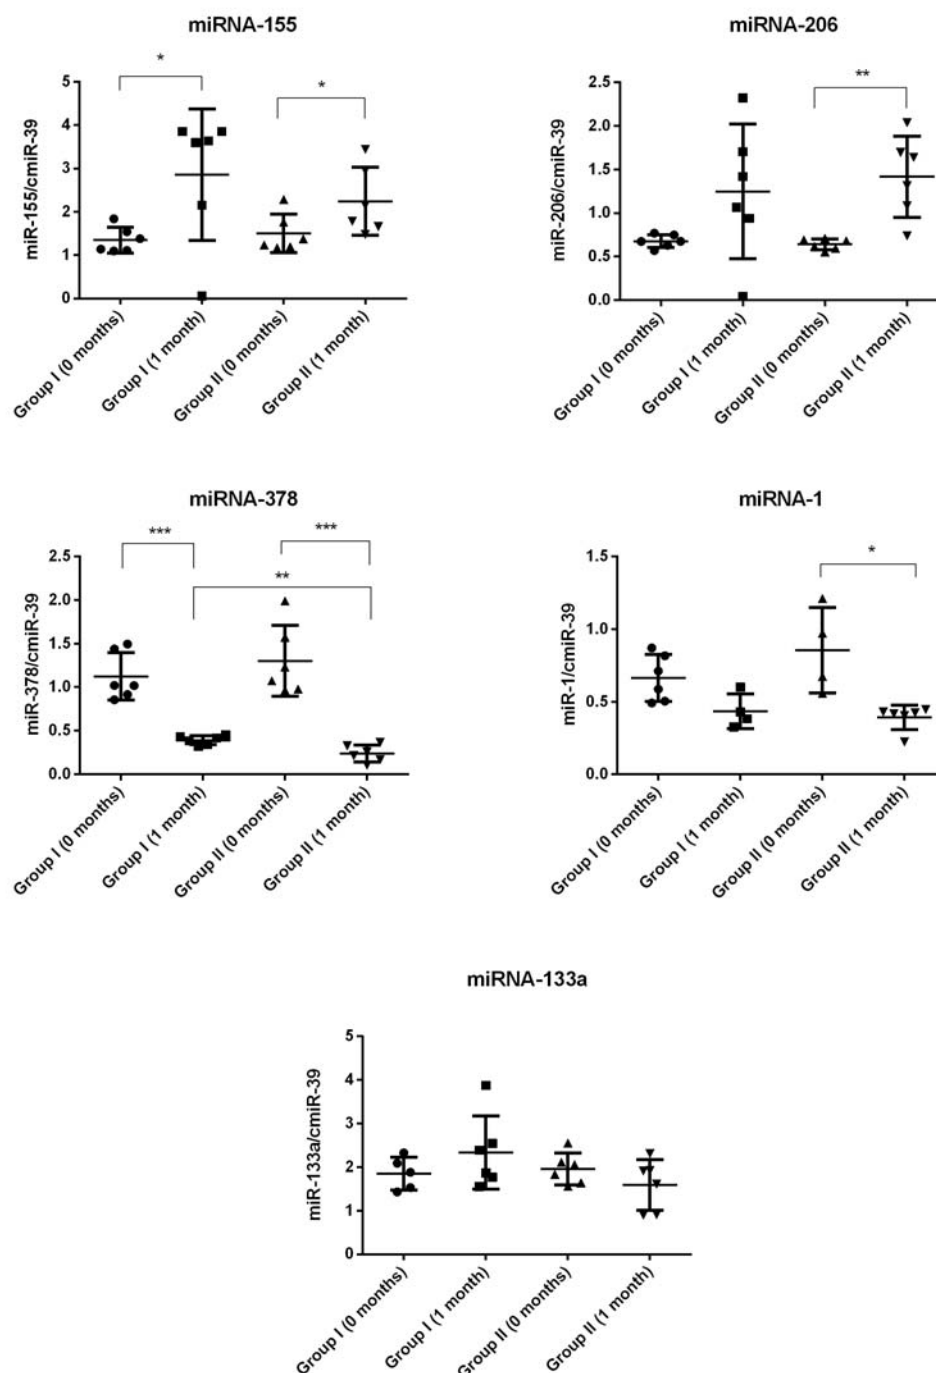 miRNA-155
miRNA-206
*
*
**
miR-155/cmiR-39
5
4
3
2
1
0
miR-206/cmiR-39
2.5
2.0
1.5
1.0
0.5
0.0
Group I (0 months)
Group I (1 month)
Group II (0 months)
Group II (1 month)
Group I (0 months)
Group I (1 month)
Group II (0 months)
Group II (1 month)
miRNA-378
miRNA-1
***
***
**
*
miR-378/cmiR-39
2.5
2.0
1.5
1.0
0.5
0.0
miR-1/cmiR-39
1.5
1.0
0.5
0.0
Group I (0 months)
Group I (1 month)
Group II (0 months)
Group II (1 month)
Group I (0 months)
Group I (1 month)
Group II (0 months)
Group II (1 month)
miRNA-133a
miR-133a/cmiR-39
5
4
3
2
1
0
Group I (0 months)
Group I (1 month)
Group II (0 months)
Group II (1 month)